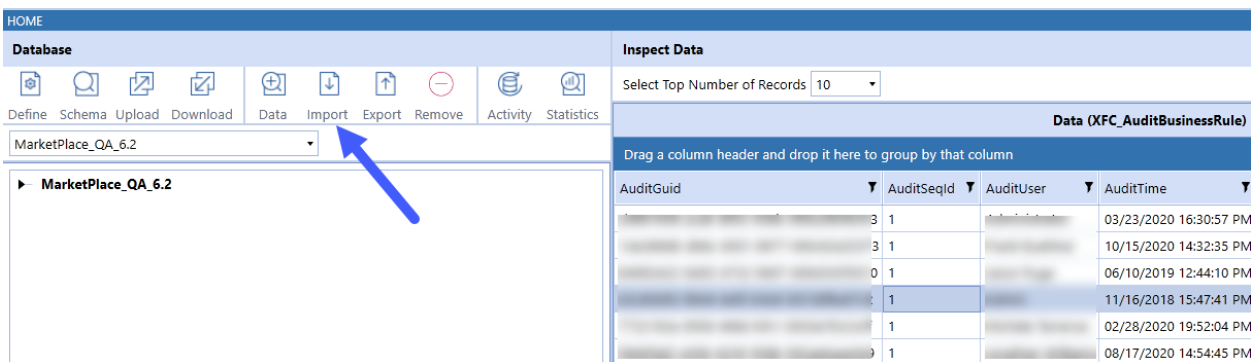 HOME
Database
Define Schema Upload Download Data Import Export Remove Activity Statistics
MarketPlace_QA_6.2
MarketPlace_QA_6.2
Inspect Data
Select Top Number of Records 10
Data (XFC_AuditBusinessRule)
Drag a column header and drop it here to group by that column
AuditGuid AuditSeqId AuditUser AuditTime
3 1 03/23/2020 16:30:57 PM
3 1 10/15/2020 14:32:35 PM
0 1 06/10/2019 12:44:10 PM
1 11/16/2018 15:47:41 PM
1 02/28/2020 19:52:04 PM
9 1 08/17/2020 14:54:45 PM